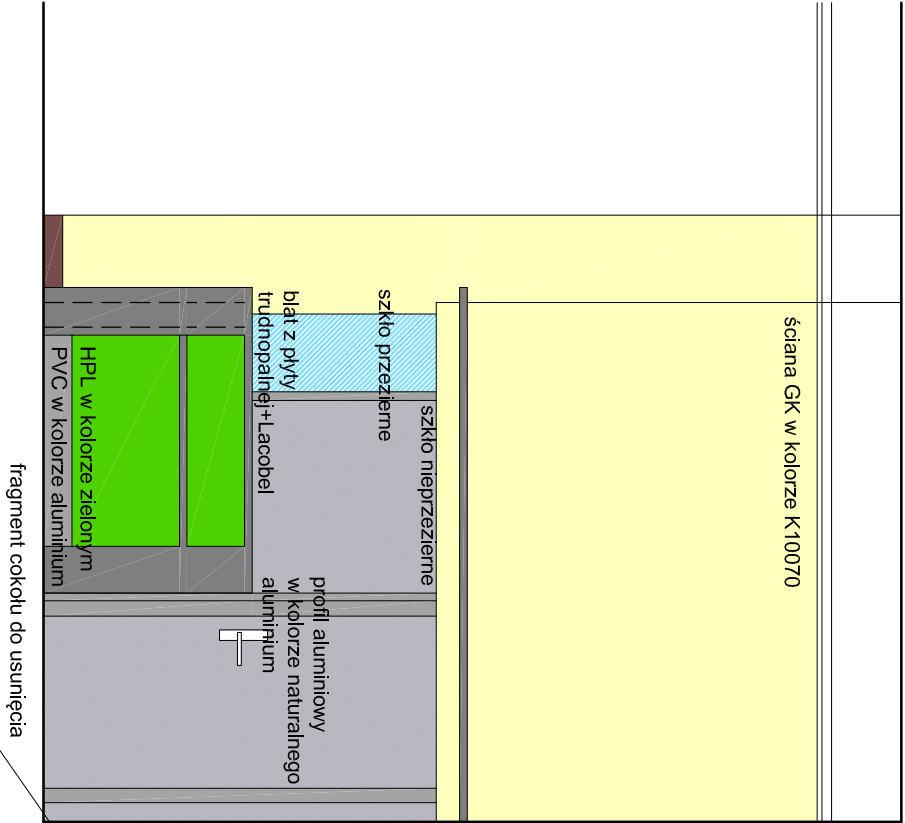 ściana GK w kolorze K10070
szkło nieprzezierne
szkło przezierne
blat z płyty
trudnopalnej+Lacobel
profil aluminiowy
w kolorze naturalnego
aluminium
HPL w kolorze zielonym
PVC w kolorze aluminium
fragment cokołu do usunięcia